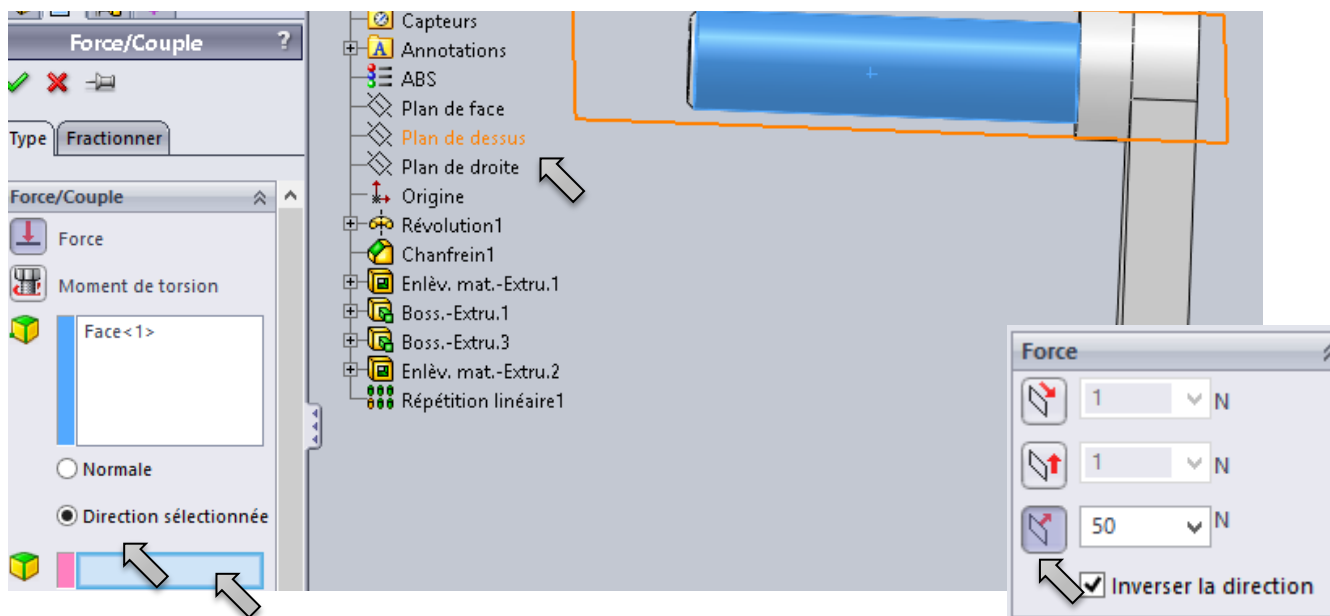 Force/Couple ?
Type Fractionner
Force/Couple
Force
Moment de torsion
Face<1>
Normale
Direction sélectionnée
Capteurs
A Annotations
ABS
Plan de face
Plan de dessus
Plan de droite
Origine
Révolution1
Chanfrein1
Enlèv. mat.-Extru.1
Boss.-Extru.1
Boss.-Extru.3
Enlèv. mat.-Extru.2
Répétition linéaire1
Force
1 N
1 N
50 N
Inverser la direction